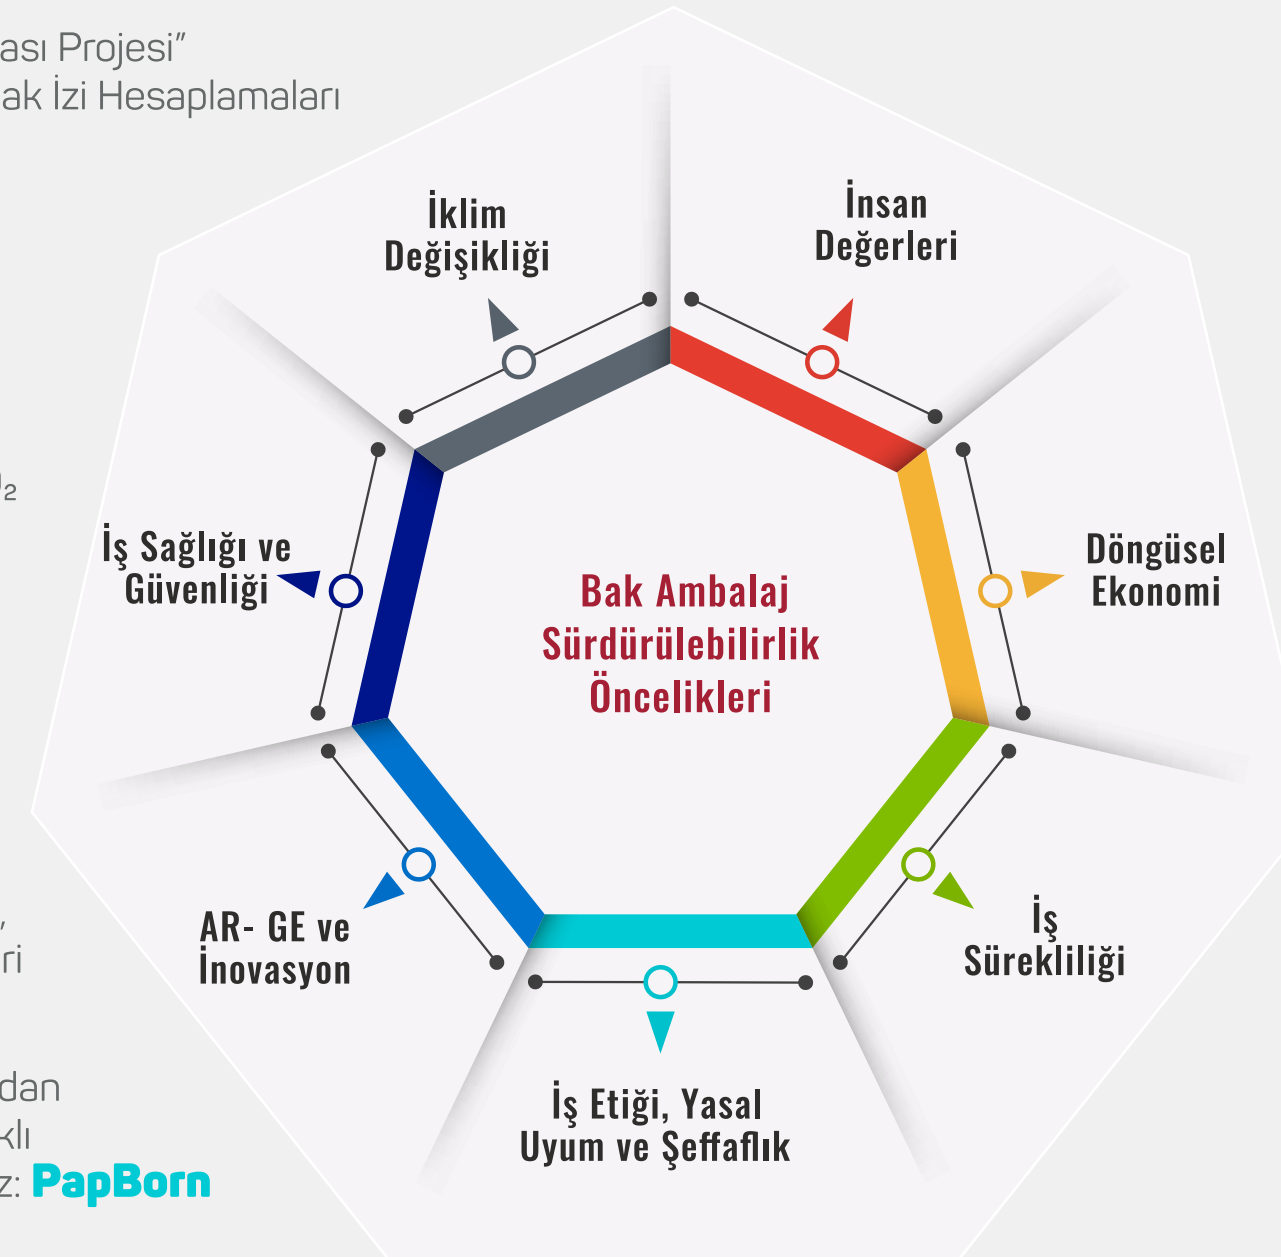 ası Projesi”
ak İzi Hesaplamaları
İklim
Değişikliği
İnsan
Değerleri
İş Sağlığı ve
Güvenliği
Döngüsel
Ekonomi
Bak Ambalaj
Sürdürülebilirlik
Öncelikleri
AR- GE ve
İnovasyon
İş
Sürekliliği
İş Etiği, Yasal
Uyum ve Şeffaflık
ri
dan
klı
z: PapBorn